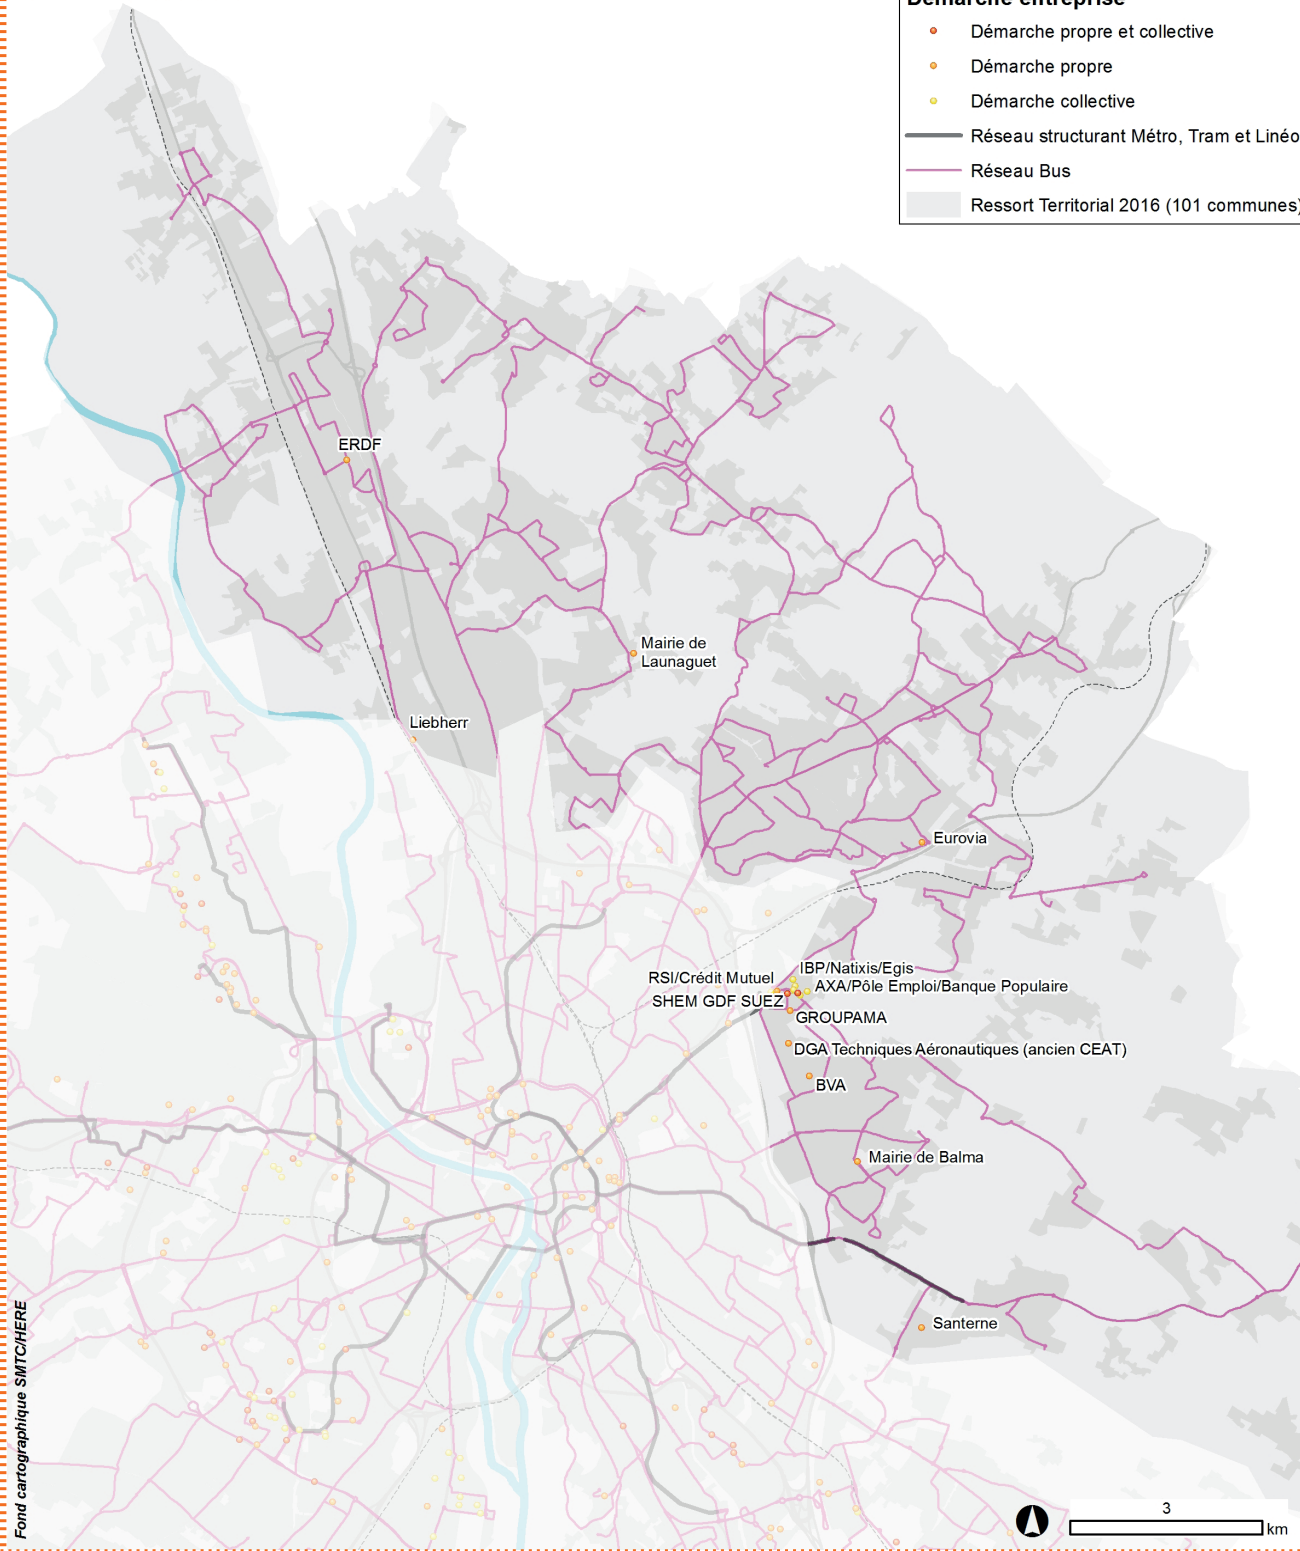 Démarche entreprise
Démarche propre et collective
Démarche propre
Démarche collective
Réseau structurant Métro, Tram et Linéo
Réseau Bus
Ressort Territorial 2016 (101 communes)
ERDF
Mairie de
Launaguet
Liebherr
Eurovia
IBP/Natixis/Egis
RSI/Crédit Mutuel
AXA/Pôle Emploi/Banque Populaire
SHEM GDF SUEZ
GROUPAMA
DGA Techniques Aéronautiques (ancien CEAT)
BVA
Mairie de Balma
Santerne
Fond cartographique SMTC/HERE
3
km